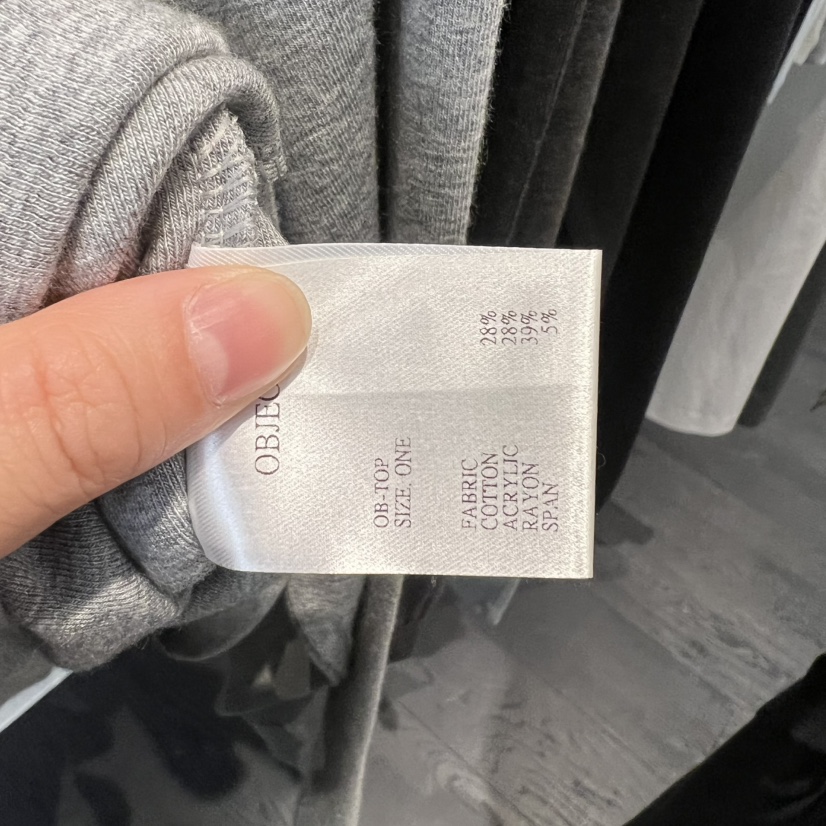 OBJEC
OB-TOP
SIZE. ONE
FABRIC
COTTON 28%
ACRYLIC 28%
RAYON 39%
SPAN 5%